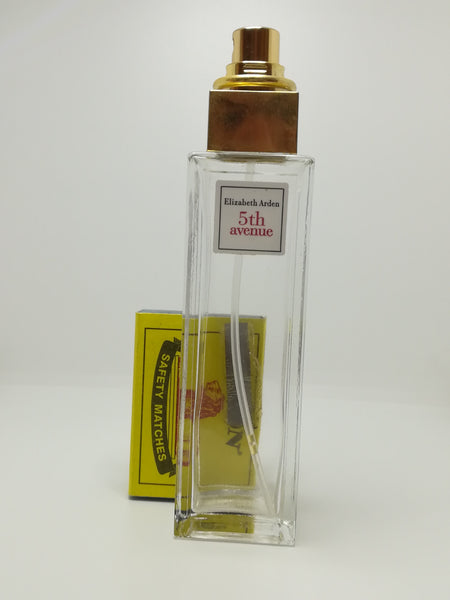 Elizabeth Arden
5th
avenue
SAFETY MATCHES